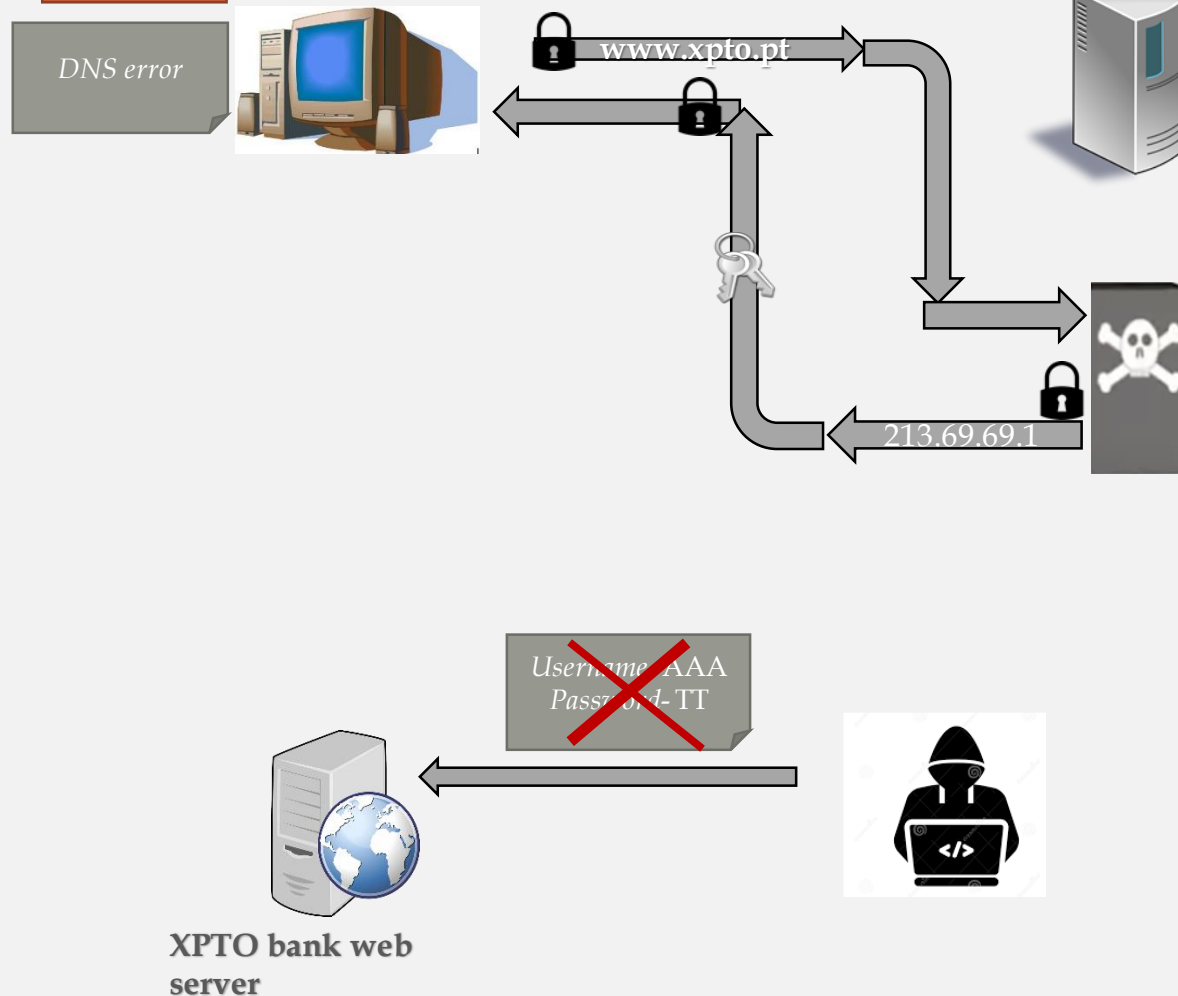 DNS error
www.xpto.pt
213.69.69.1
Username- AAA
Password- TT
</>
XPTO bank web
server